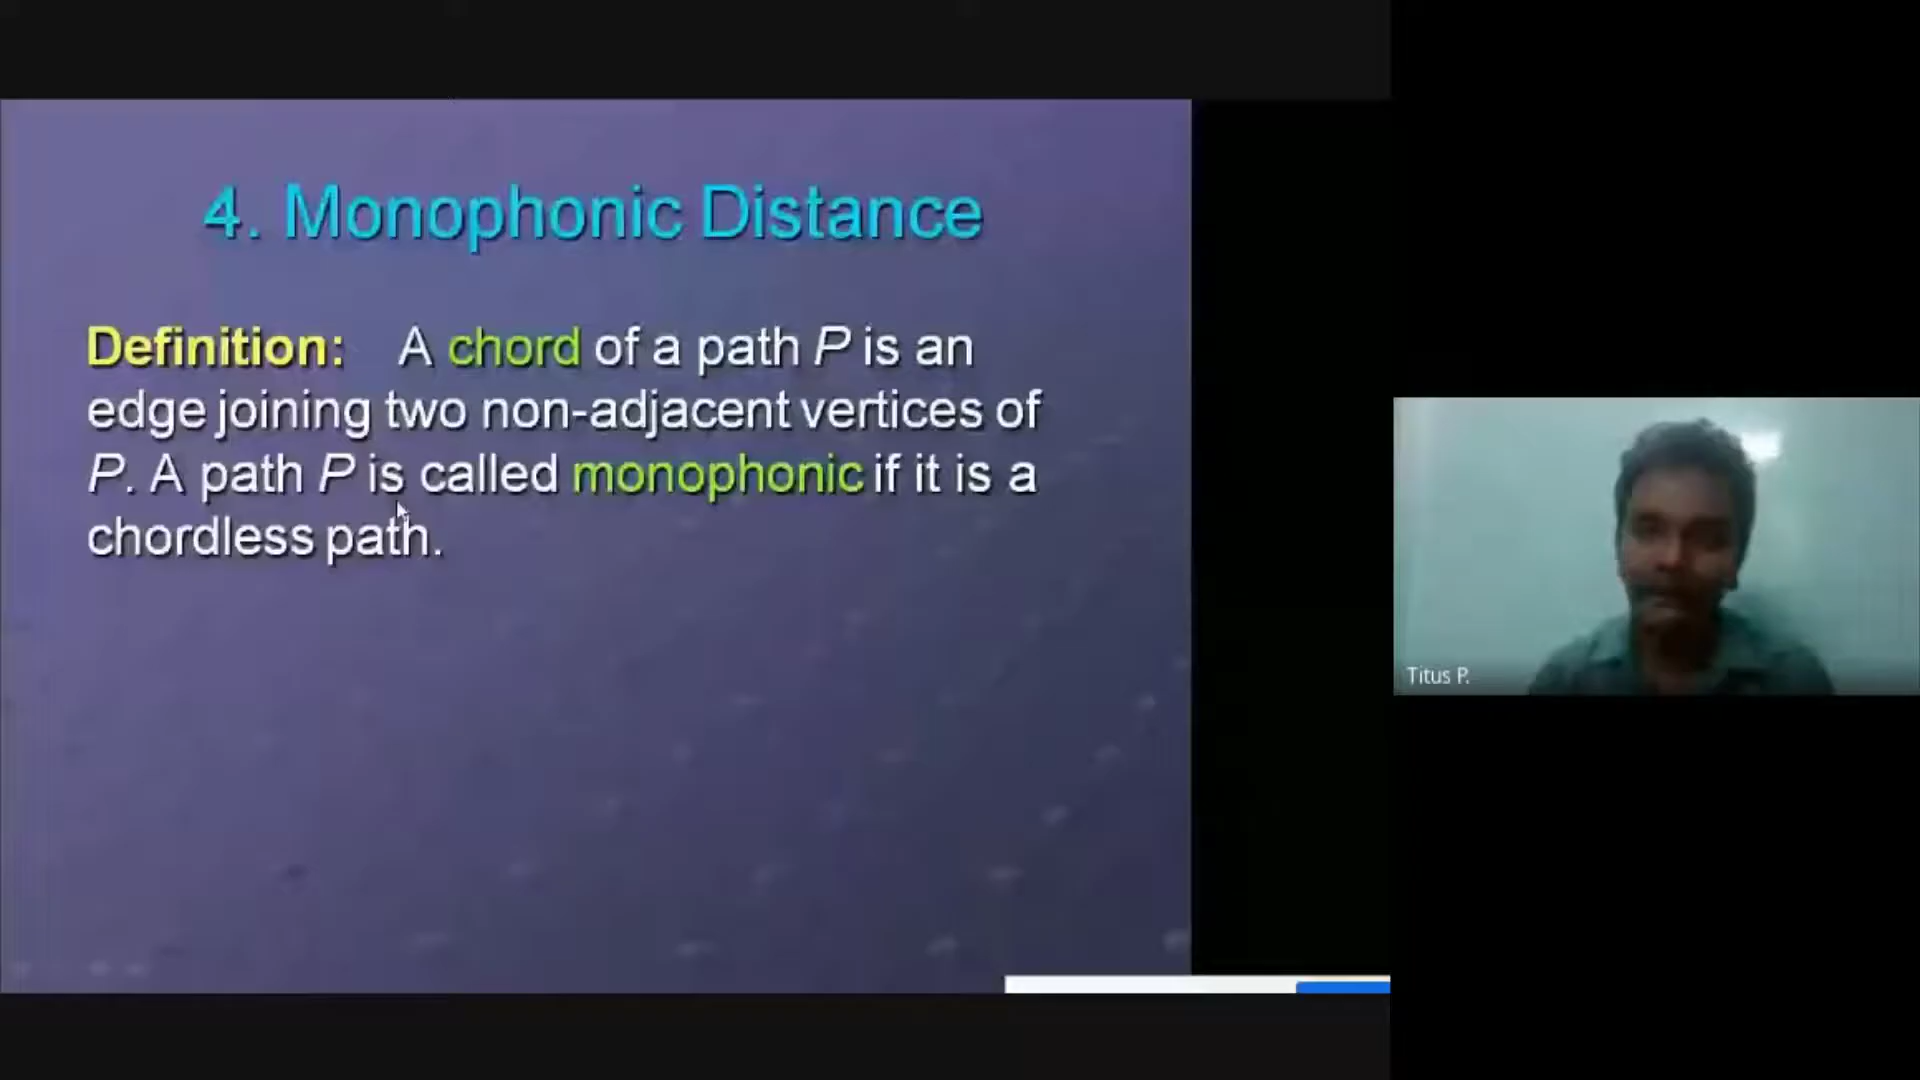 4. Monophonic Distance
Definition: A chord of a path P is an
edge joining two non-adjacent vertices of
P. A path P is called monophonic if it is a
chordless path.
Titus P.